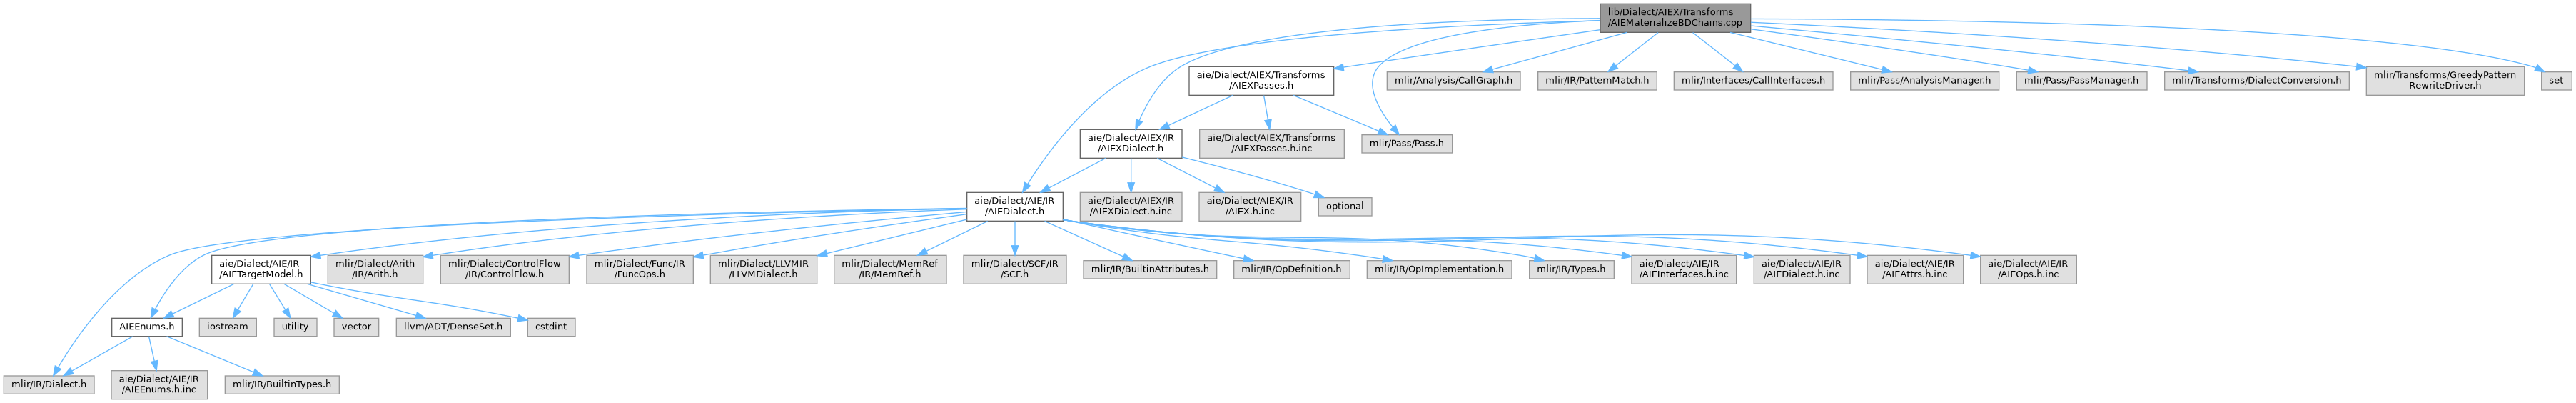 lib/Dialect/AIEX/Transforms
/AIEMaterializeBDChains.cpp
aie/Dialect/AIEX/Transforms
/AIEXPasses.h
mlir/Analysis/CallGraph.h
mlir/IR/PatternMatch.h
mlir/Interfaces/CallInterfaces.h
mlir/Pass/AnalysisManager.h
mlir/Pass/PassManager.h
mlir/Transforms/DialectConversion.h
mlir/Transforms/GreedyPattern
RewriteDriver.h
set
aie/Dialect/AIEX/IR
/AIEXDialect.h
aie/Dialect/AIEX/Transforms
/AIEXPasses.h.inc
mlir/Pass/Pass.h
aie/Dialect/AIE/IR
/AIEDialect.h
aie/Dialect/AIEX/IR
/AIEXDialect.h.inc
aie/Dialect/AIEX/IR
/AIEX.h.inc
optional
aie/Dialect/AIE/IR
/AIETargetModel.h
mlir/Dialect/Arith
/IR/Arith.h
mlir/Dialect/ControlFlow
/IR/ControlFlow.h
mlir/Dialect/Func/IR
/FuncOps.h
mlir/Dialect/LLVMIR
/LLVMDialect.h
mlir/Dialect/MemRef
/IR/MemRef.h
mlir/Dialect/SCF/IR
/SCF.h
mlir/IR/BuiltinAttributes.h
mlir/IR/OpDefinition.h
mlir/IR/OpImplementation.h
mlir/IR/Types.h
aie/Dialect/AIE/IR
/AIEInterfaces.h.inc
aie/Dialect/AIE/IR
/AIEDialect.h.inc
aie/Dialect/AIE/IR
/AIEAttrs.h.inc
aie/Dialect/AIE/IR
/AIEOps.h.inc
AIEEnums.h
iostream
utility
vector
llvm/ADT/DenseSet.h
cstdint
mlir/IR/Dialect.h
aie/Dialect/AIE/IR
/AIEEnums.h.inc
mlir/IR/BuiltinTypes.h